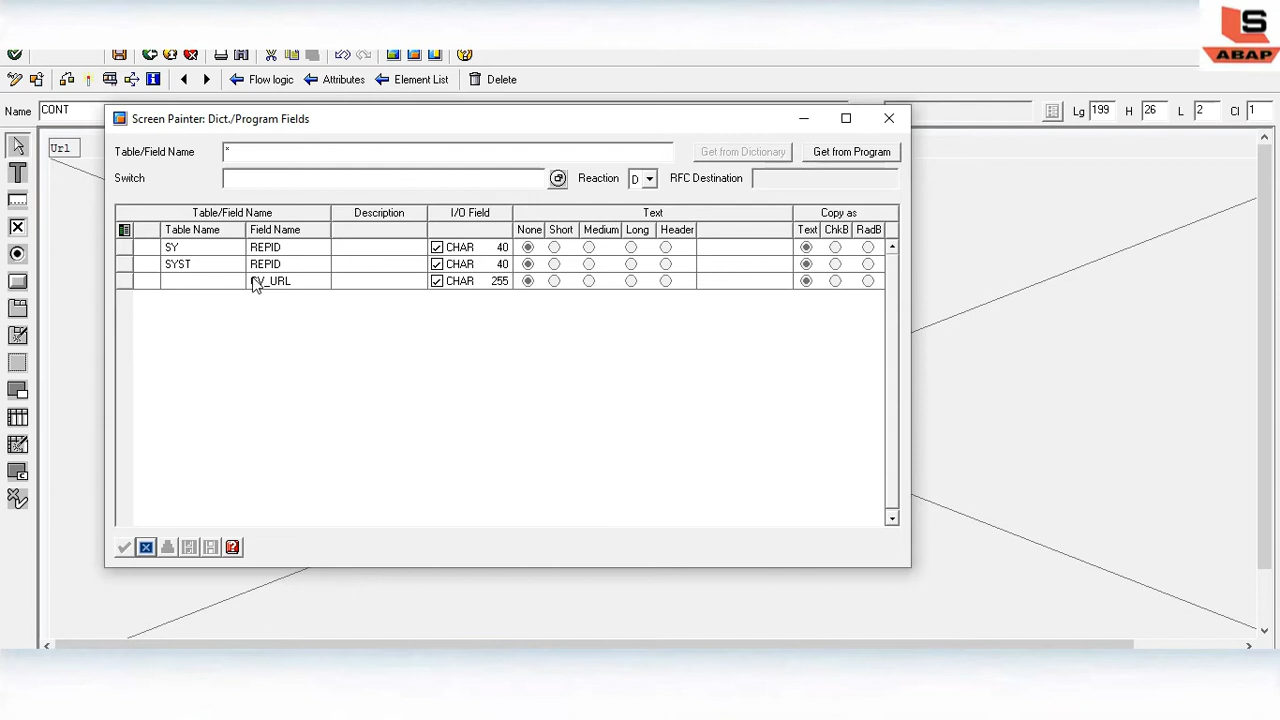 S
ABAP
Flow logic Attributes Element List Delete
Name CONT Lg 199 H 26 L 2 Cl 1
Url
Screen Painter: Dict./Program Fields
Table/Field Name * Get from Dictionary Get from Program
Switch Reaction D RFC Destination
Table/Field Name Description I/O Field Text Copy as
Table Name Field Name None Short Medium Long Header Text ChkB RadB
SY REPID CHAR 40
SYST REPID CHAR 40
CHAR 255